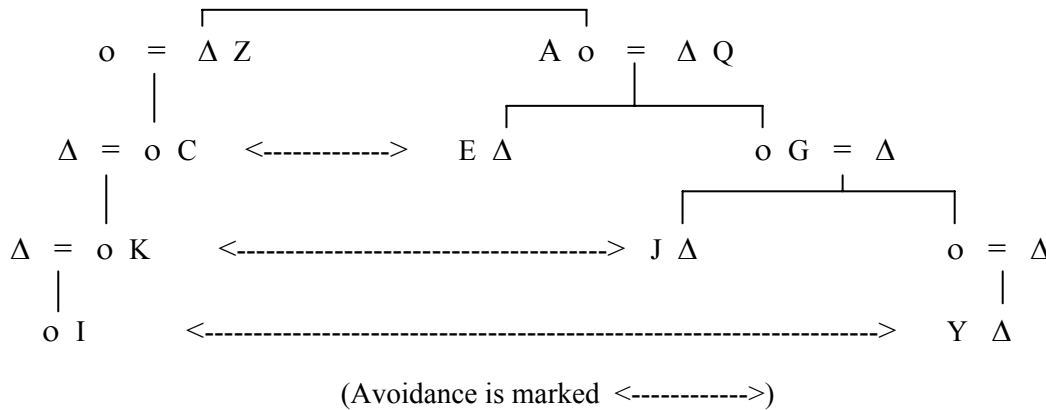 o = Δ Z A o = Δ Q
Δ = o C <------------> E Δ o G = Δ
Δ = o K <----------------------------> J Δ o = Δ
o I <--------------------------------------------------> Y Δ
(Avoidance is marked <------------>)